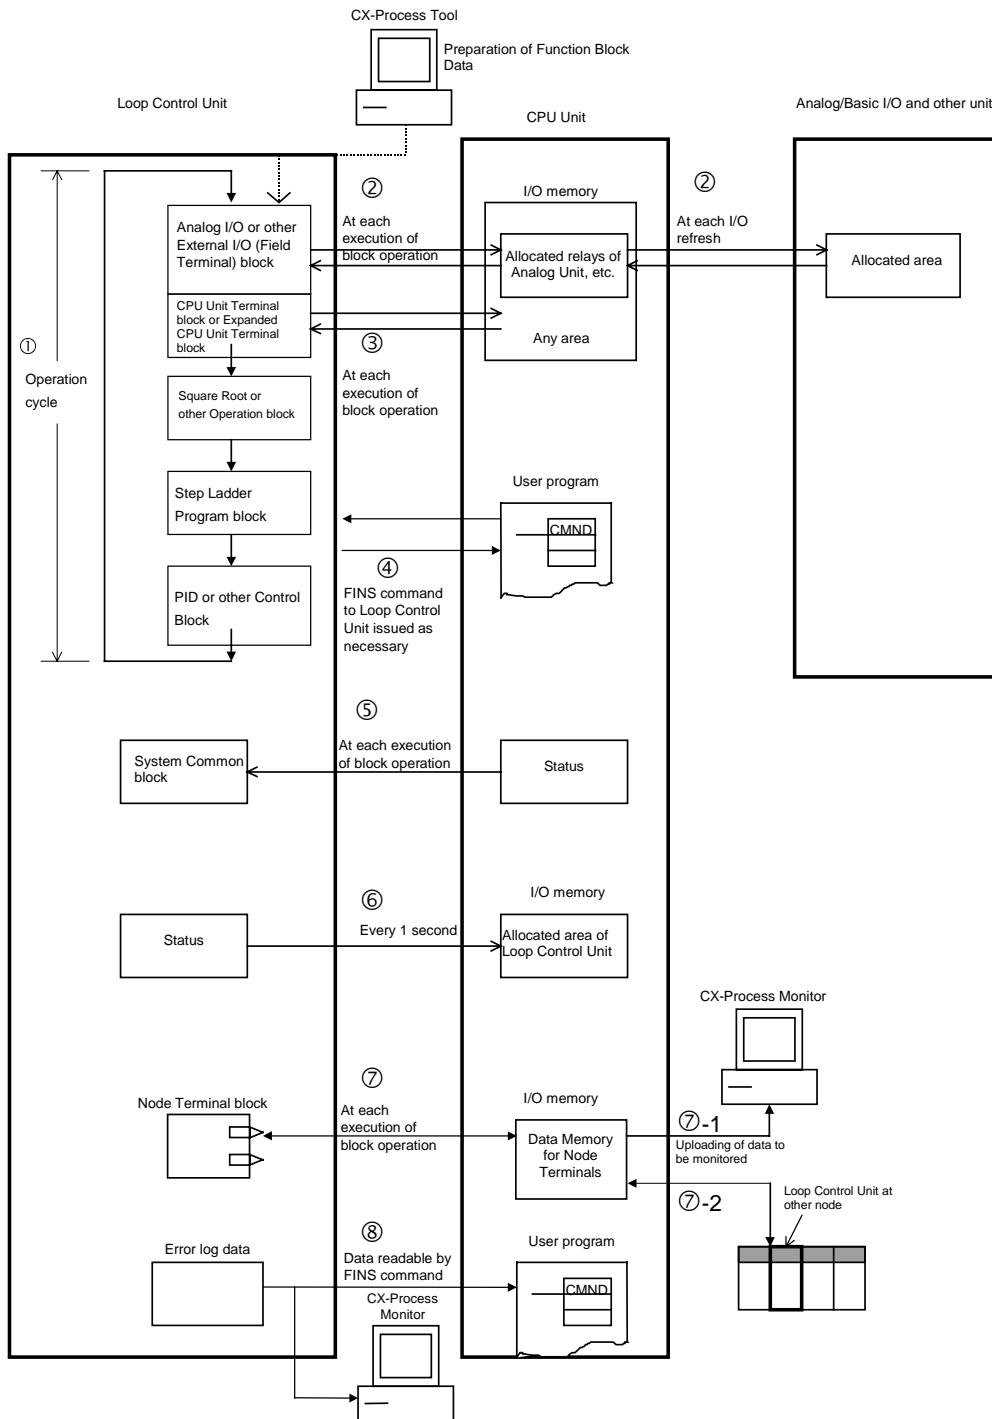 CX-Process Tool
Preparation of Function Block
Data
Loop Control Unit
CPU Unit
Analog/Basic I/O and other unit
①
Operation
cycle
Analog I/O or other
External I/O (Field
Terminal) block
CPU Unit Terminal
block or Expanded
CPU Unit Terminal
block
Square Root or
other Operation block
Step Ladder
Program block
PID or other Control
Block
②
At each
execution of
block operation
③
At each
execution of
block operation
I/O memory
Allocated relays of
Analog Unit, etc.
Any area
②
At each I/O
refresh
Allocated area
User program
CMND
④
FINS command
to Loop Control
Unit issued as
necessary
⑤
At each execution
of block operation
System Common
block
Status
⑥
Every 1 second
Status
I/O memory
Allocated area of
Loop Control Unit
CX-Process Monitor
⑦
At each
execution of
block operation
Node Terminal block
I/O memory
Data Memory
for Node
Terminals
⑦-1
Uploading of data to
be monitored
⑦-2
Loop Control Unit at
other node
⑧
Data readable by
FINS command
Error log data
User program
CMND
CX-Process
Monitor